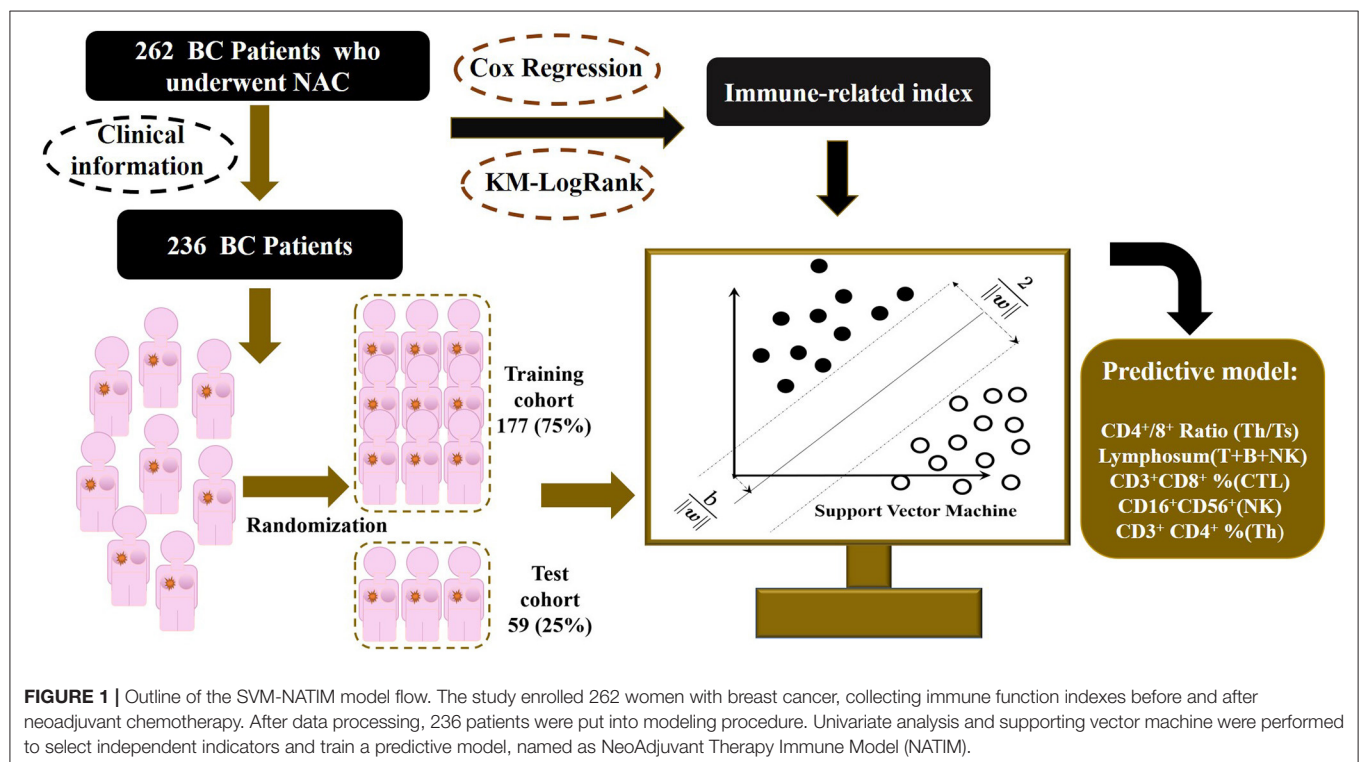 262 BC Patients who
underwent NAC
Clinical
information
Cox Regression
KM-LogRank
Immune-related index
236 BC Patients
Randomization
Training
cohort
177 (75%)
Test
cohort
59 (25%)
2
||w||
b
||w||
Support Vector Machine
Predictive model:
CD4⁺/8⁺ Ratio (Th/Ts)
Lymphosum(T+B+NK)
CD3⁺CD8⁺ %(CTL)
CD16⁺CD56⁺(NK)
CD3⁺ CD4⁺ %(Th)
FIGURE 1 | Outline of the SVM-NATIM model flow. The study enrolled 262 women with breast cancer, collecting immune function indexes before and after
neoadjuvant chemotherapy. After data processing, 236 patients were put into modeling procedure. Univariate analysis and supporting vector machine were performed
to select independent indicators and train a predictive model, named as NeoAdjuvant Therapy Immune Model (NATIM).